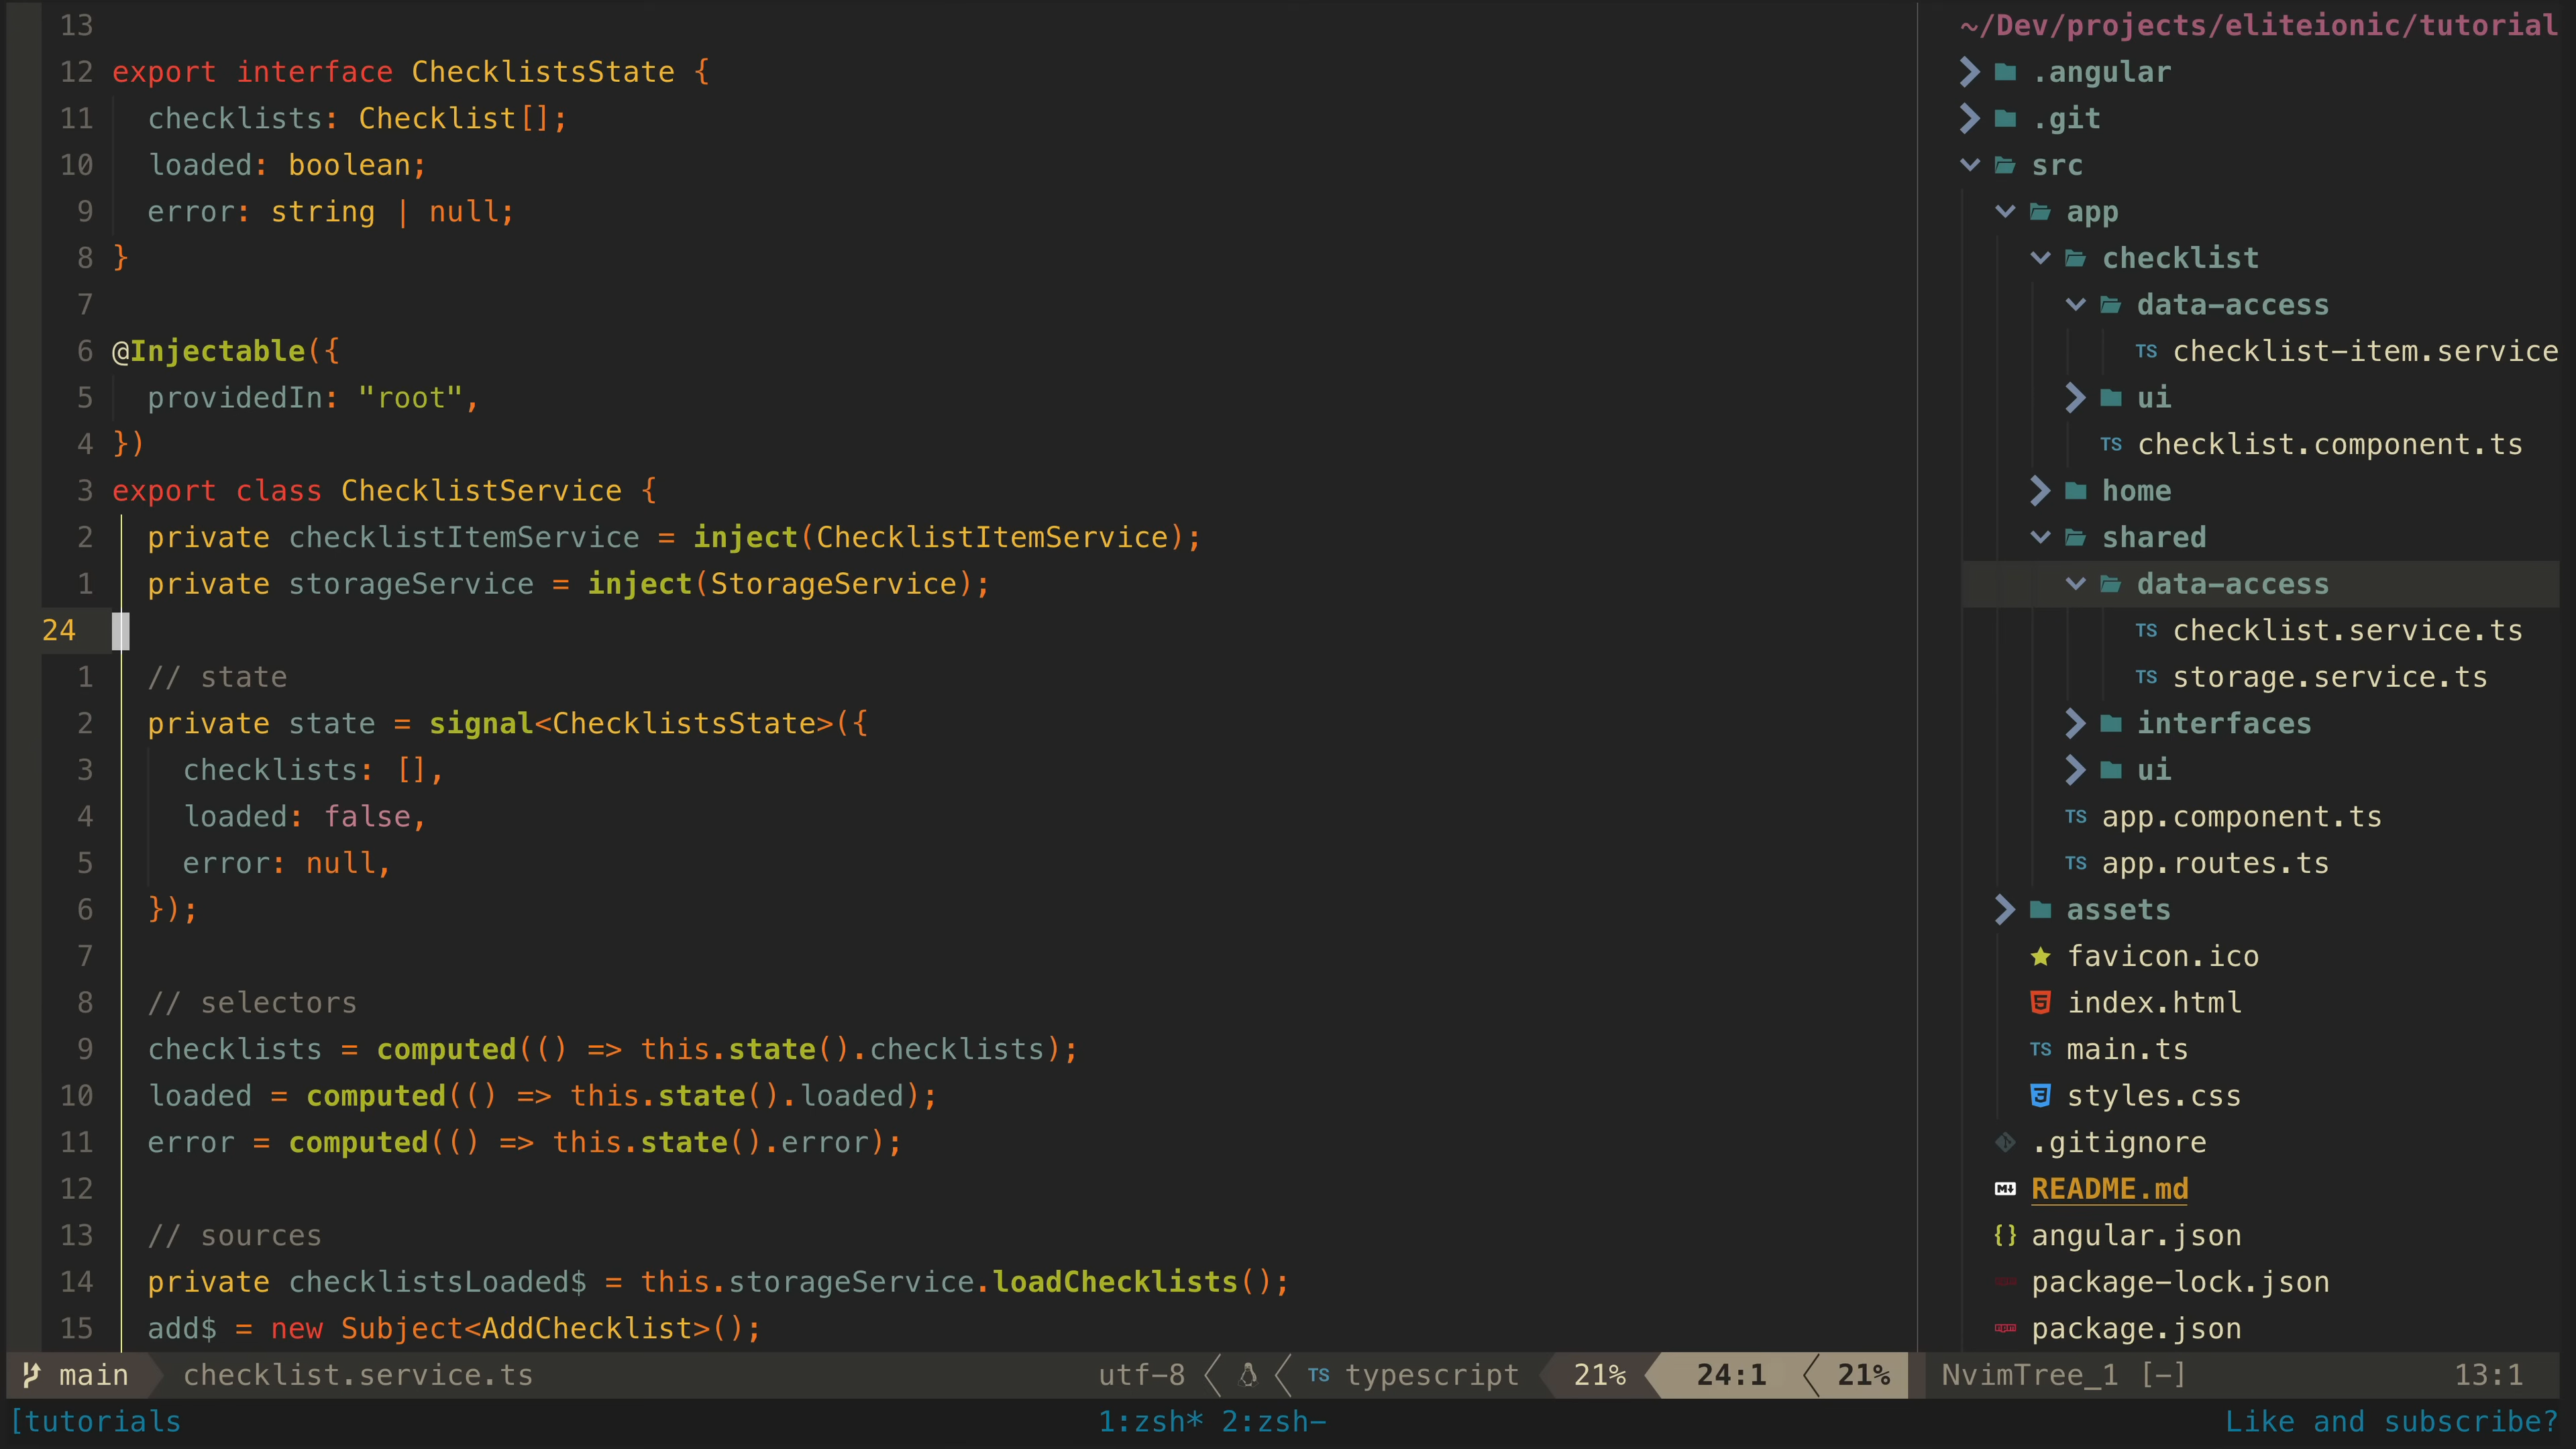 13
12 export interface ChecklistsState {
11   checklists: Checklist[];
10   loaded: boolean;
9   error: string | null;
8 }
7
6 @Injectable({
5   providedIn: "root",
4 })
3 export class ChecklistService {
2   private checklistItemService = inject(ChecklistItemService);
1   private storageService = inject(StorageService);
24
1   // state
2   private state = signal<ChecklistsState>({
3     checklists: [],
4     loaded: false,
5     error: null,
6   });
7
8   // selectors
9   checklists = computed(() => this.state().checklists);
10   loaded = computed(() => this.state().loaded);
11   error = computed(() => this.state().error);
12
13   // sources
14   private checklistsLoaded$ = this.storageService.loadChecklists();
15   add$ = new Subject<AddChecklist>();
~/Dev/projects/eliteionic/tutorial
.angular
.git
src
app
checklist
data-access
TS checklist-item.service
ui
TS checklist.component.ts
home
shared
data-access
TS checklist.service.ts
TS storage.service.ts
interfaces
ui
TS app.component.ts
TS app.routes.ts
assets
favicon.ico
index.html
TS main.ts
styles.css
.gitignore
README.md
{} angular.json
package-lock.json
package.json
main checklist.service.ts utf-8 TS typescript 21% 24:1 21% NvimTree_1 [-] 13:1
[tutorials 1:zsh* 2:zsh- Like and subscribe?